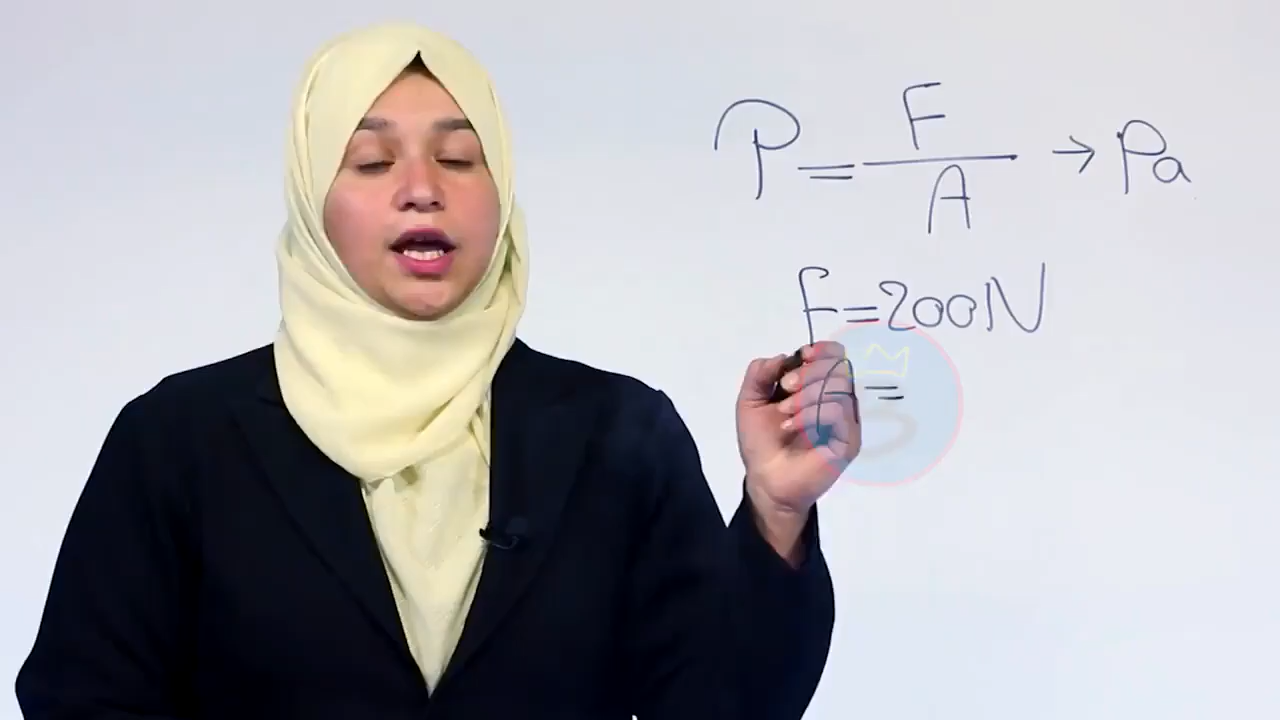 P = F/A → Pa
F=200N
A=